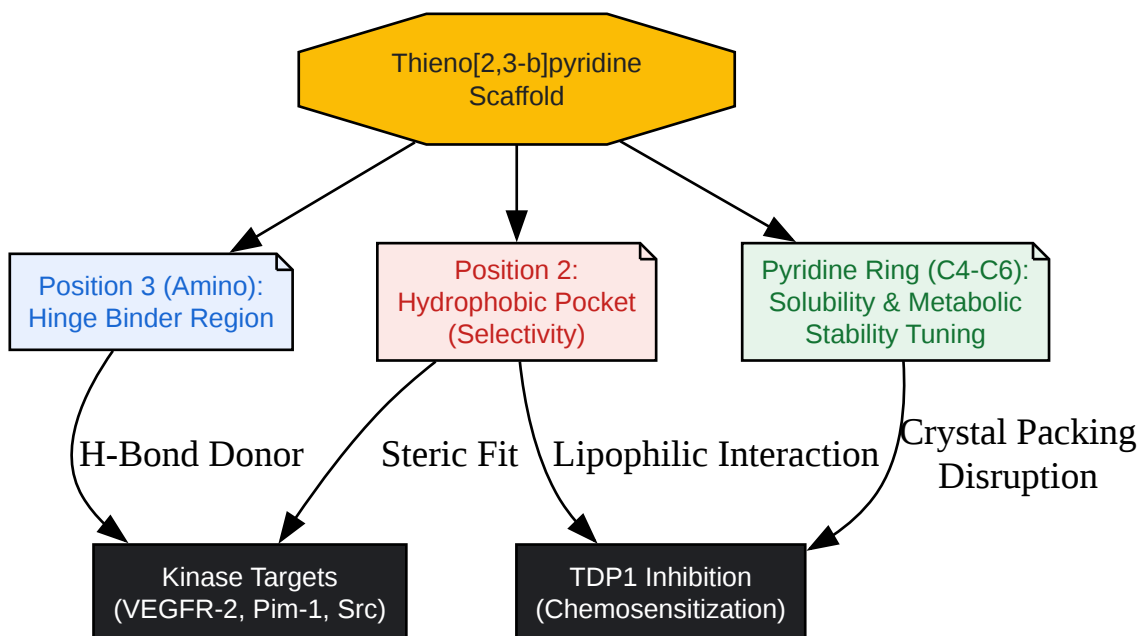 Thieno[2,3-b]pyridine
Scaffold
Position 3 (Amino):
Hinge Binder Region
Position 2:
Hydrophobic Pocket
(Selectivity)
Pyridine Ring (C4-C6):
Solubility & Metabolic
Stability Tuning
H-Bond Donor
Steric Fit
Lipophilic Interaction
Crystal Packing
Disruption
Kinase Targets
(VEGFR-2, Pim-1, Src)
TDP1 Inhibition
(Chemosensitization)